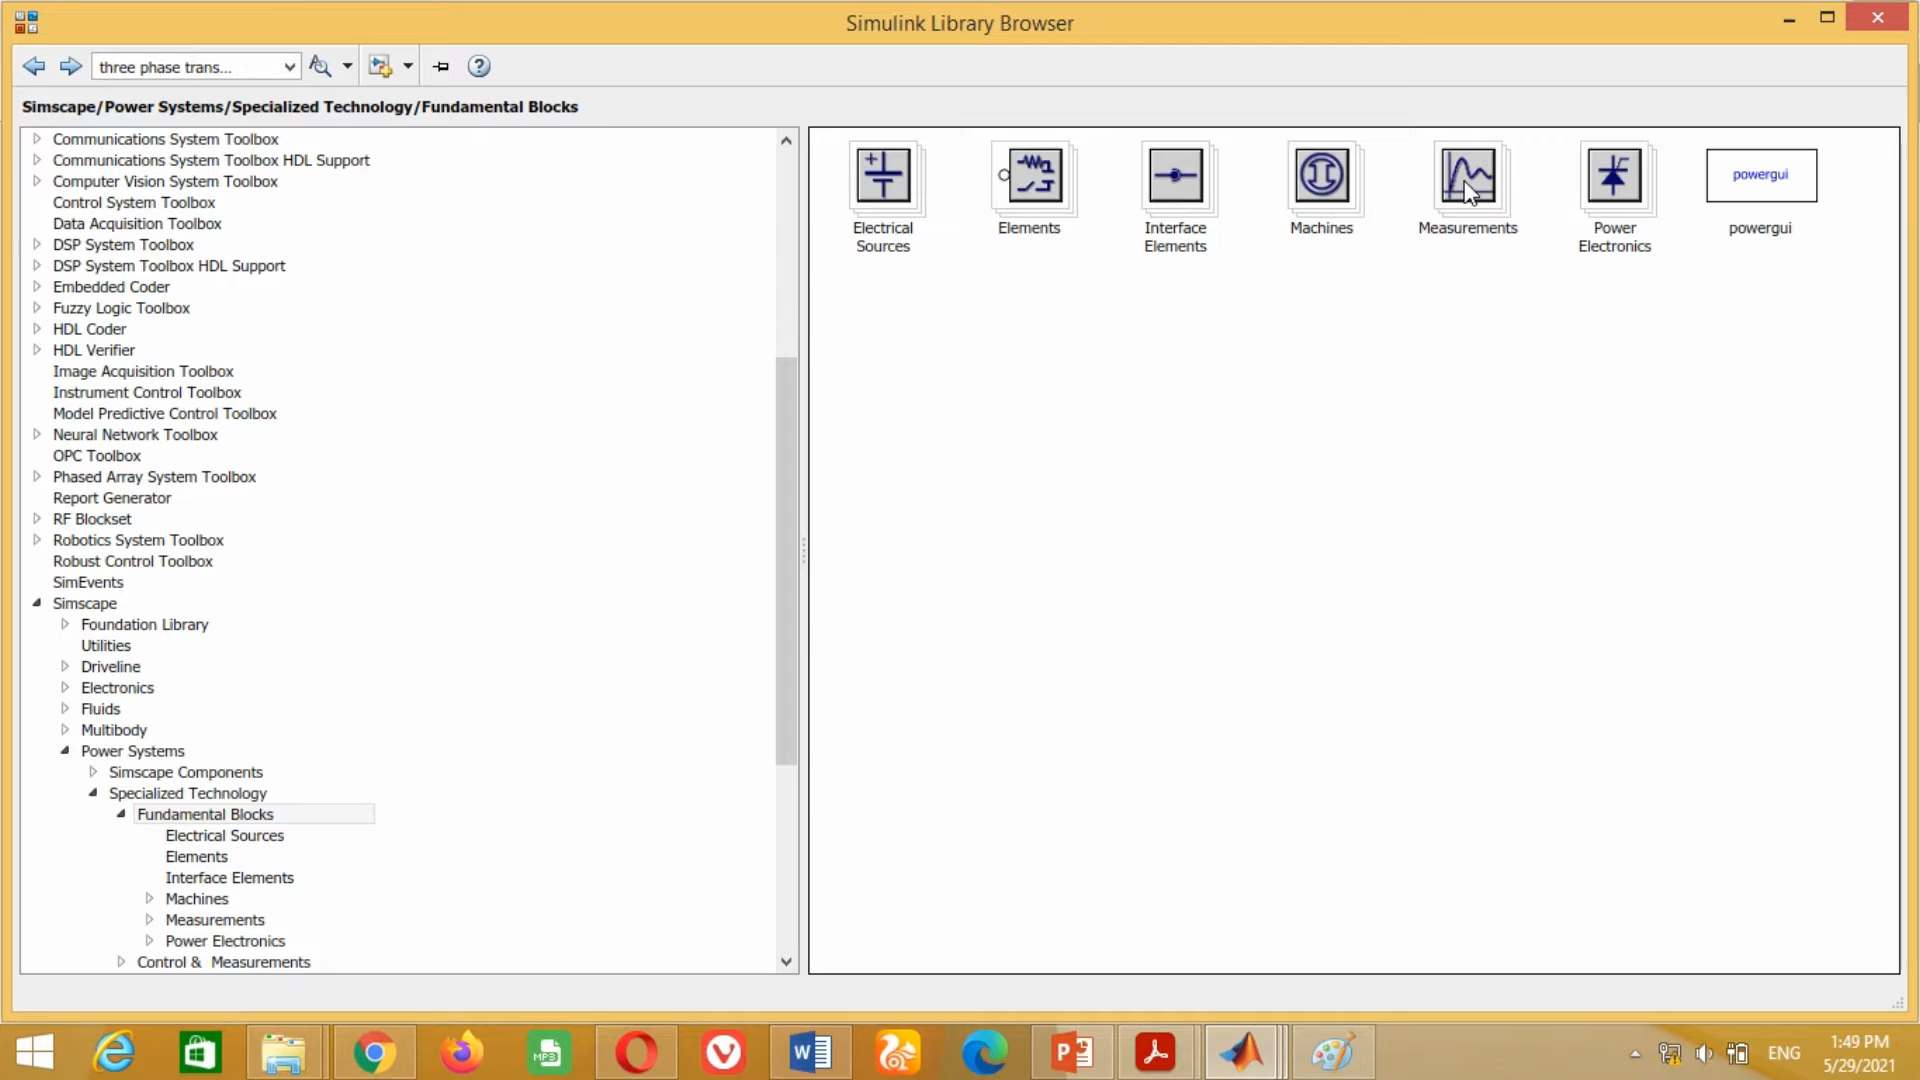 Simulink Library Browser
three phase trans...
Simscape/Power Systems/Specialized Technology/Fundamental Blocks
Communications System Toolbox
Communications System Toolbox HDL Support
Computer Vision System Toolbox
Control System Toolbox
Data Acquisition Toolbox
DSP System Toolbox
DSP System Toolbox HDL Support
Embedded Coder
Fuzzy Logic Toolbox
HDL Coder
HDL Verifier
Image Acquisition Toolbox
Instrument Control Toolbox
Model Predictive Control Toolbox
Neural Network Toolbox
OPC Toolbox
Phased Array System Toolbox
Report Generator
RF Blockset
Robotics System Toolbox
Robust Control Toolbox
SimEvents
Simscape
Foundation Library
Utilities
Driveline
Electronics
Fluids
Multibody
Power Systems
Simscape Components
Specialized Technology
Fundamental Blocks
Electrical Sources
Elements
Interface Elements
Machines
Measurements
Power Electronics
Control & Measurements
Electrical
Sources
Elements
Interface
Elements
Machines
Measurements
Power
Electronics
powergui
powergui
MP3
ENG
1:49 PM
5/29/2021